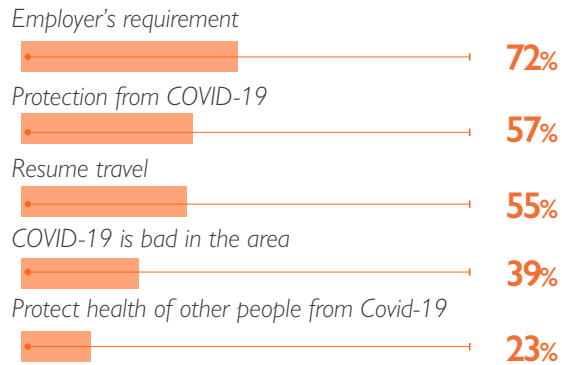 Employer's requirement
72%
Protection from COVID-19
57%
Resume travel
55%
COVID-19 is bad in the area
39%
Protect health of other people from Covid-19
23%